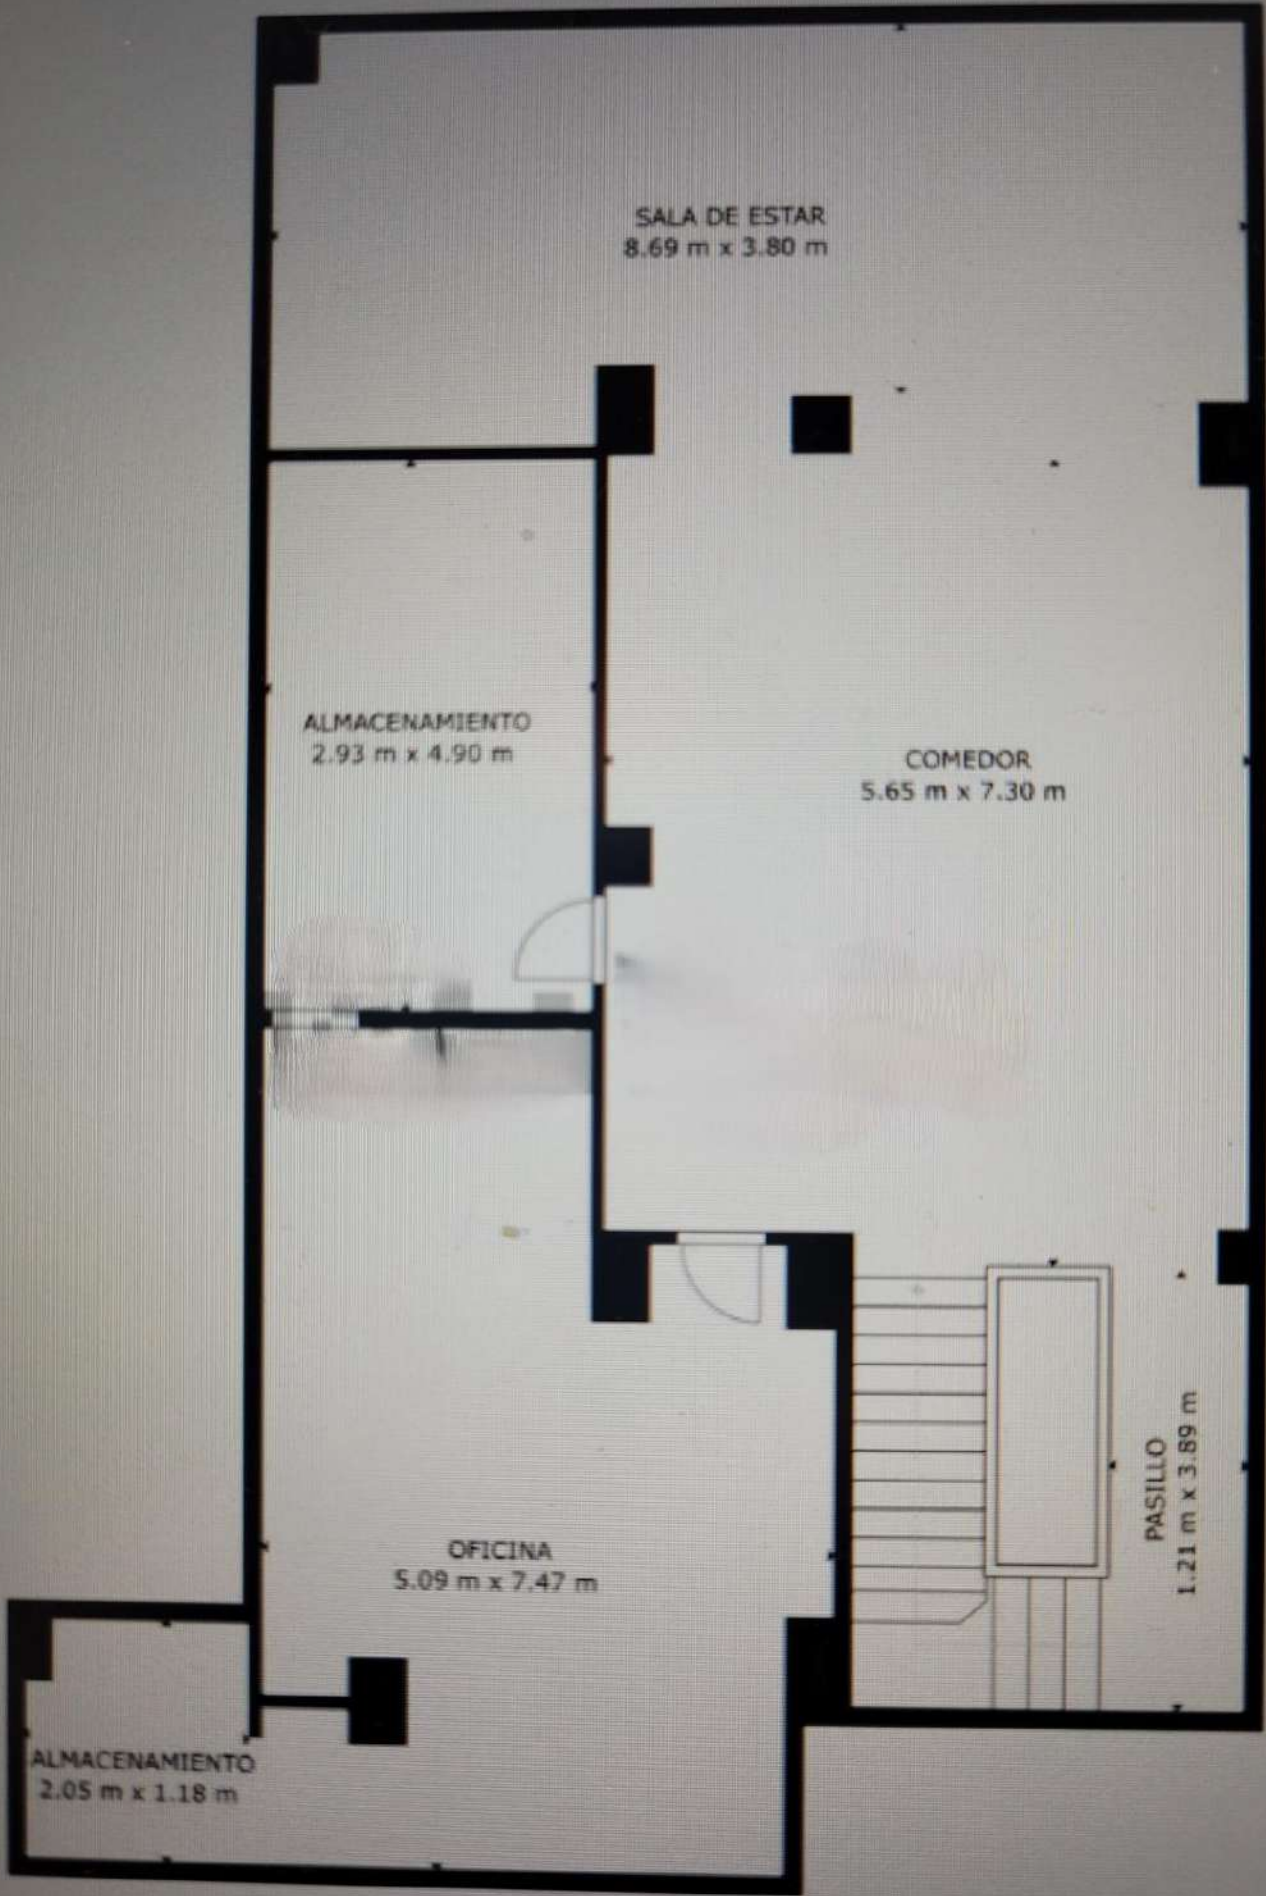 SALA DE ESTAR
8.69 m x 3.80 m
ALMACENAMIENTO
2.93 m x 4.90 m
COMEDOR
5.65 m x 7.30 m
PASILLO
1.21 m x 3.89 m
OFICINA
5.09 m x 7.47 m
ALMACENAMIENTO
2.05 m x 1.18 m